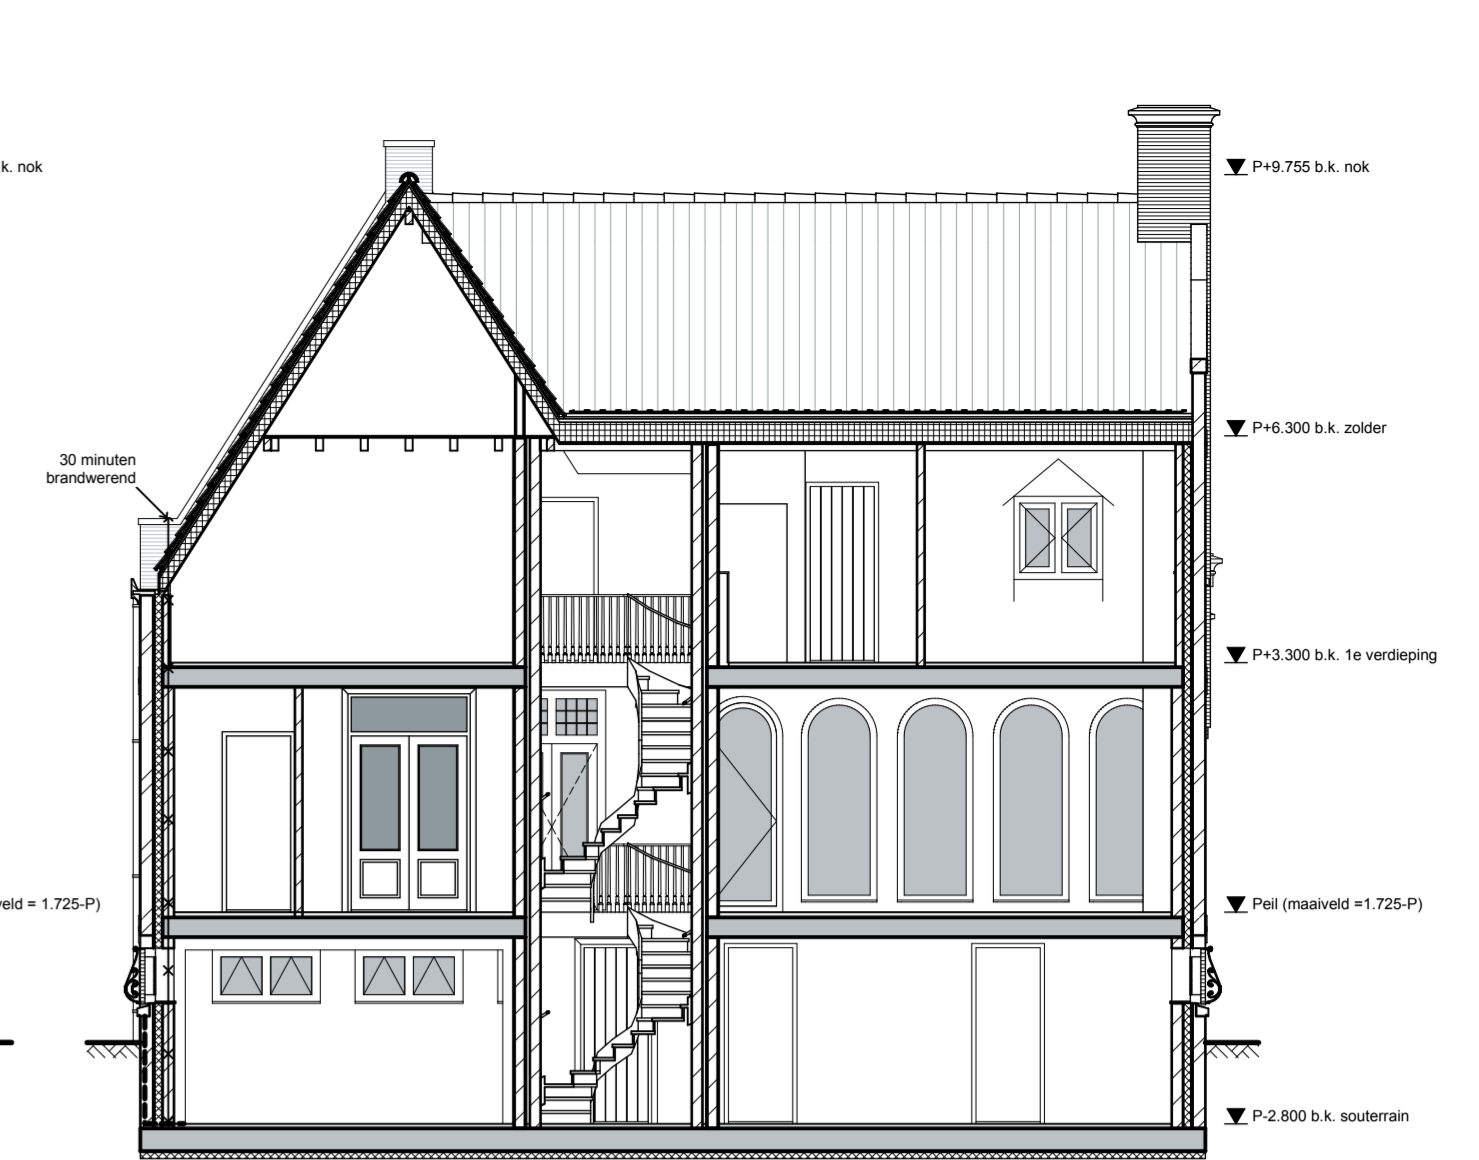 k. nok
P+9.755 b.k. nok
P+6.300 b.k. zolder
30 minuten
brandwerend
P+3.300 b.k. 1e verdieping
veld = 1.725-P)
Peil (maaiveld =1.725-P)
P-2.800 b.k. souterrain